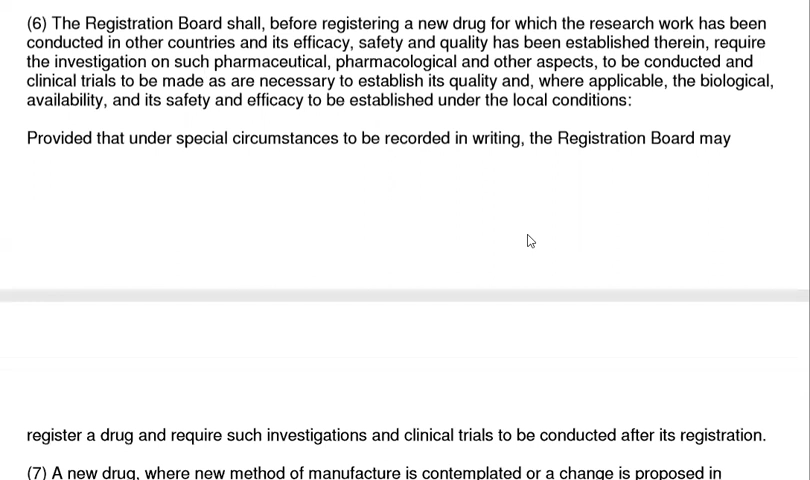 (6) The Registration Board shall, before registering a new drug for which the research work has been
conducted in other countries and its efficacy, safety and quality has been established therein, require
the investigation on such pharmaceutical, pharmacological and other aspects, to be conducted and
clinical trials to be made as are necessary to establish its quality and, where applicable, the biological,
availability, and its safety and efficacy to be established under the local conditions:
Provided that under special circumstances to be recorded in writing, the Registration Board may
register a drug and require such investigations and clinical trials to be conducted after its registration.
(7) A new drug, where new method of manufacture is contemplated or a change is proposed in